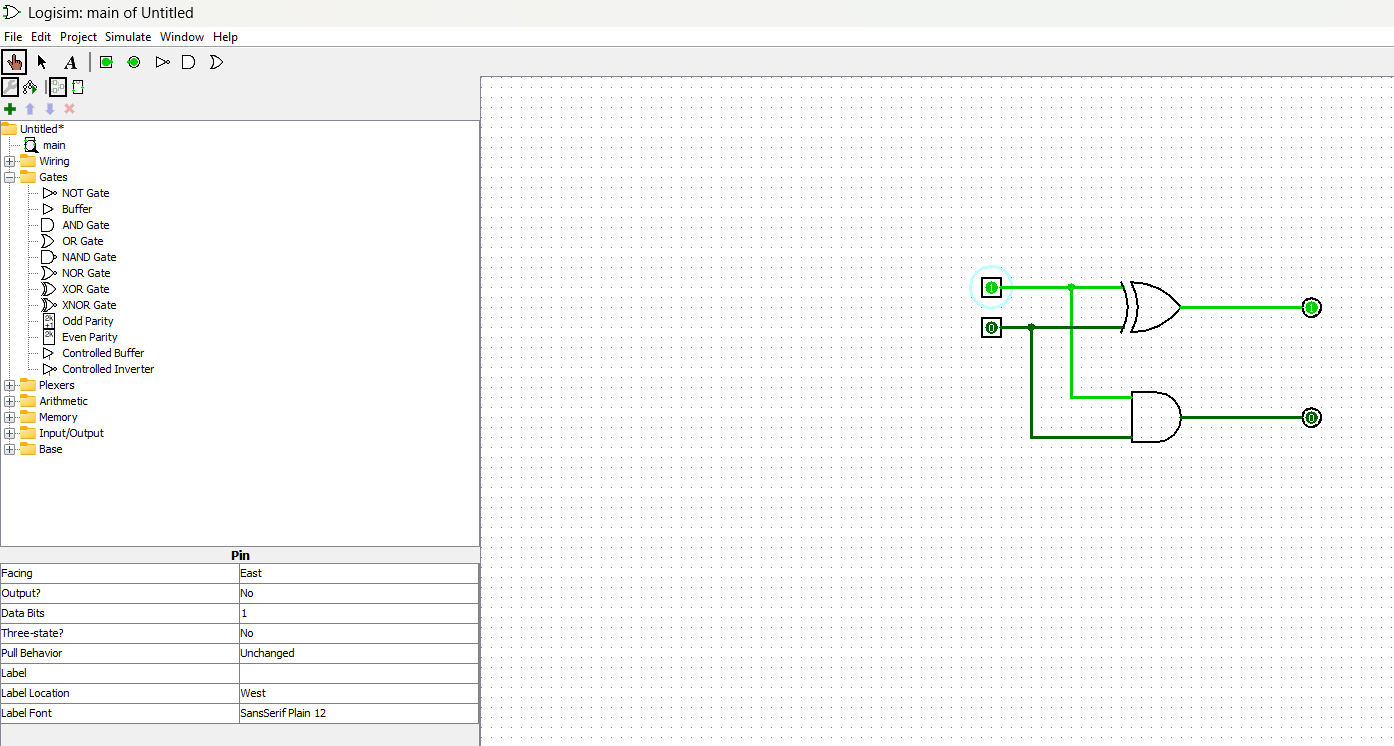 Logisim: main of Untitled
File Edit Project Simulate Window Help
A
Untitled*
main
Wiring
Gates
NOT Gate
Buffer
AND Gate
OR Gate
NAND Gate
NOR Gate
XOR Gate
XNOR Gate
2k+1 Odd Parity
2k Even Parity
Controlled Buffer
Controlled Inverter
Plexers
Arithmetic
Memory
Input/Output
Base
Pin
Facing East
Output? No
Data Bits 1
Three-state? No
Pull Behavior Unchanged
Label
Label Location West
Label Font SansSerif Plain 12
1
1
0
0